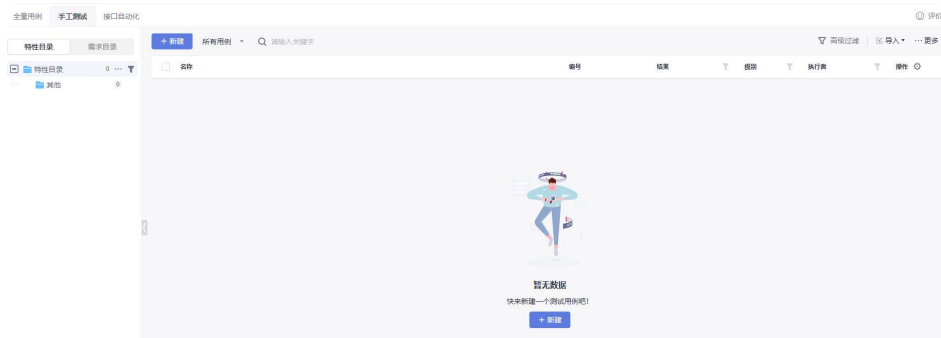 全量用例 手工测试 接口自动化 评价
特性目录 需求目录 + 新建 所有用例 请输入关键字 高级过滤 导入 ··· 更多
特性目录 0 ··· 名称 编号 结果 级别 执行者 操作
其他 0
暂无数据
快来新建一个测试用例吧!
+ 新建